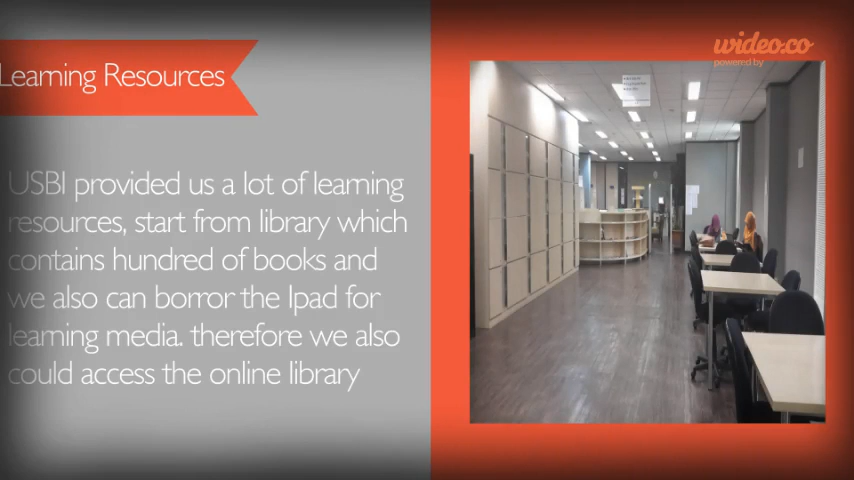 Learning Resources
USBI provided us a lot of learning
resources, start from library which
contains hundred of books and
we also can borror the Ipad for
learning media. therefore we also
could access the online library
wideo.co
powered by